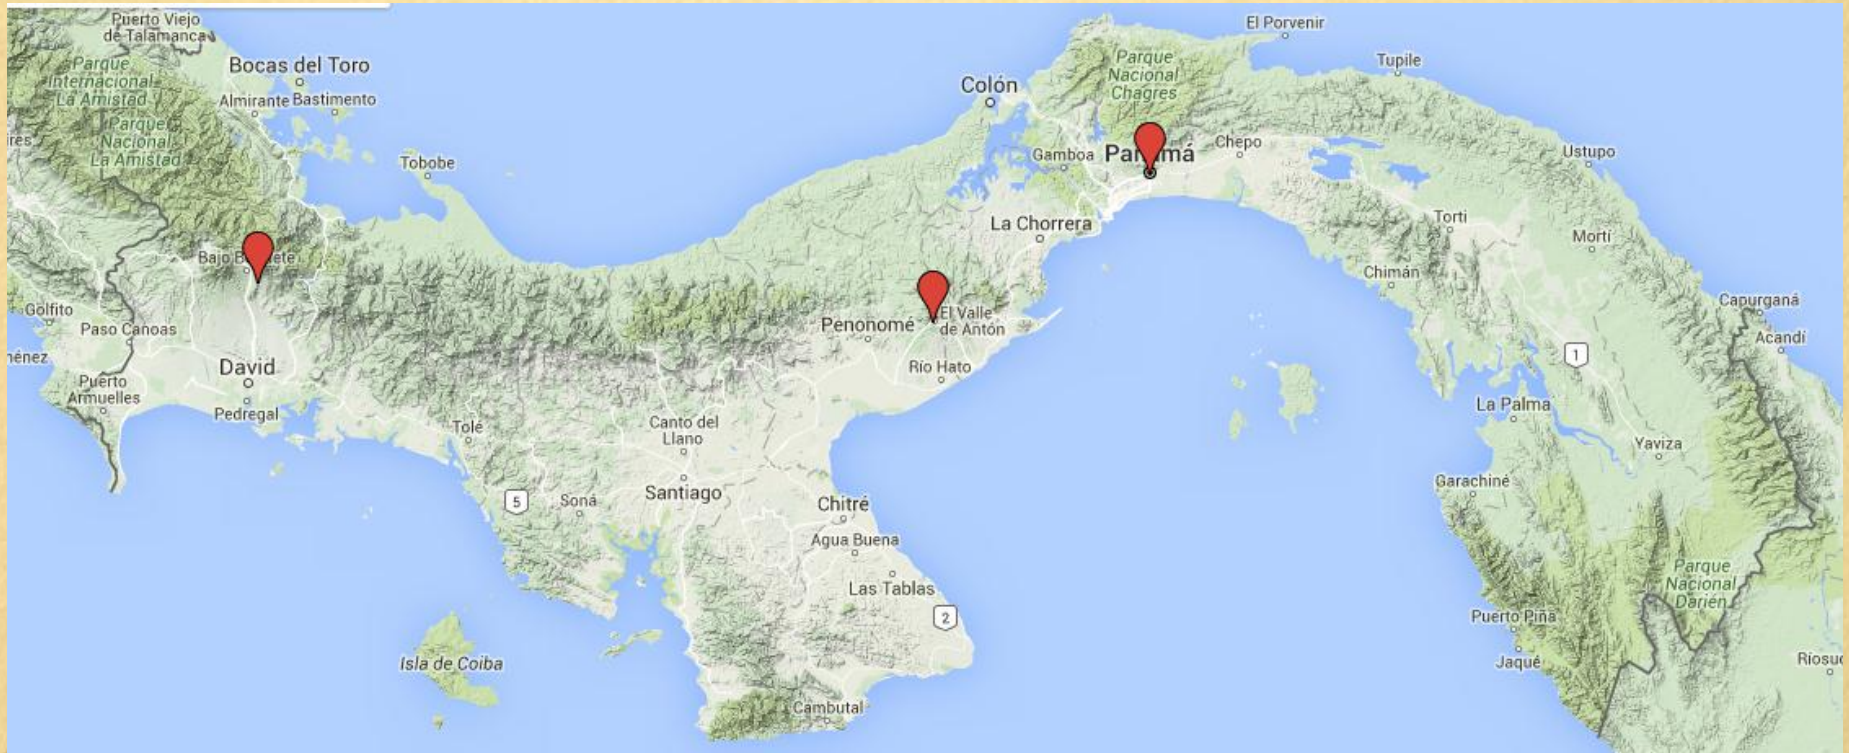 Puerto Viejo
de Talamanca
El Porvenir
Parque
Internacional
La Amistad
Bocas del Toro
Parque
Nacional
Chagres
Tupile
Colón
Almirante
Bastimento
Parque
Nacional
La Amistad
Tobobe
Gamboa
Chepo
Ustupo
La Chorrera
Torti
Mortí
Chimán
Capurganá
Golfito
Paso Canoas
Penonomé
El Valle
de Antón
Acandí
1
David
Río Hato
Puerto
Armuelles
Pedregal
La Palma
Tolé
Canto del
Llano
Yaviza
Garachiné
5
Soná
Santiago
Chitré
Agua Buena
Las Tablas
2
Parque
Nacional
Darién
Puerto Piña
Isla de Coiba
Jaqué
Cambutal